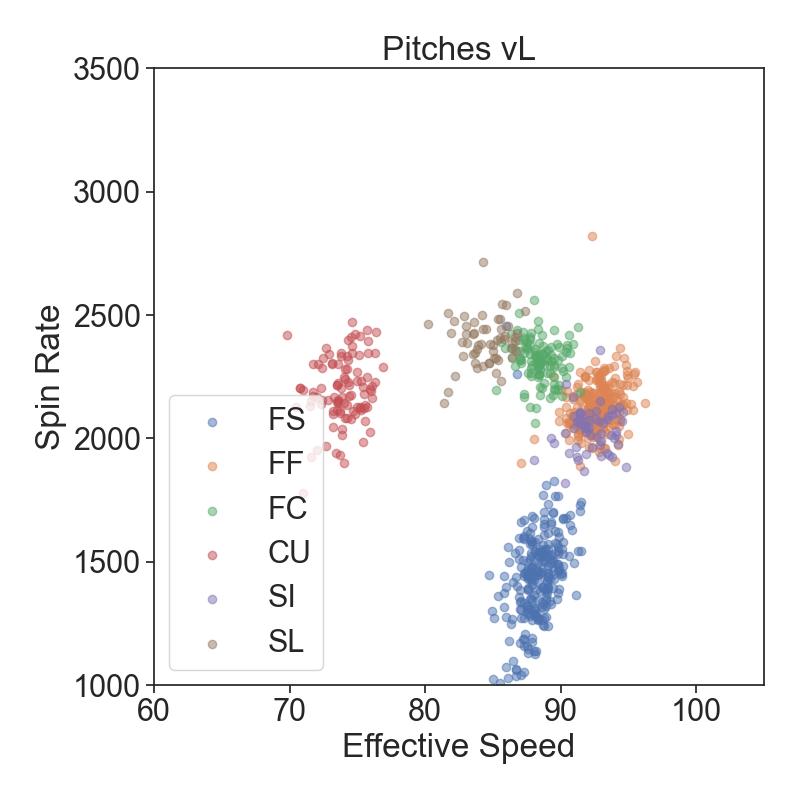 Pitches vL
3500
3000
2500
2000
1500
1000
Spin Rate
FS
FF
FC
CU
SI
SL
60 70 80 90 100
Effective Speed